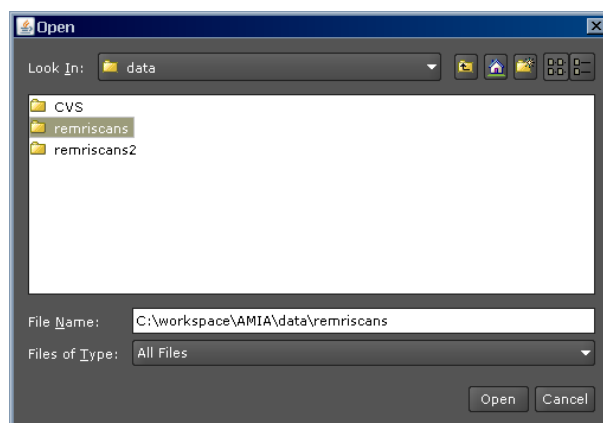 Open
Look In: data
CVS
remriscans
remriscans2
File Name: C:\workspace\AMIA\data\remriscans
Files of Type: All Files
Open Cancel